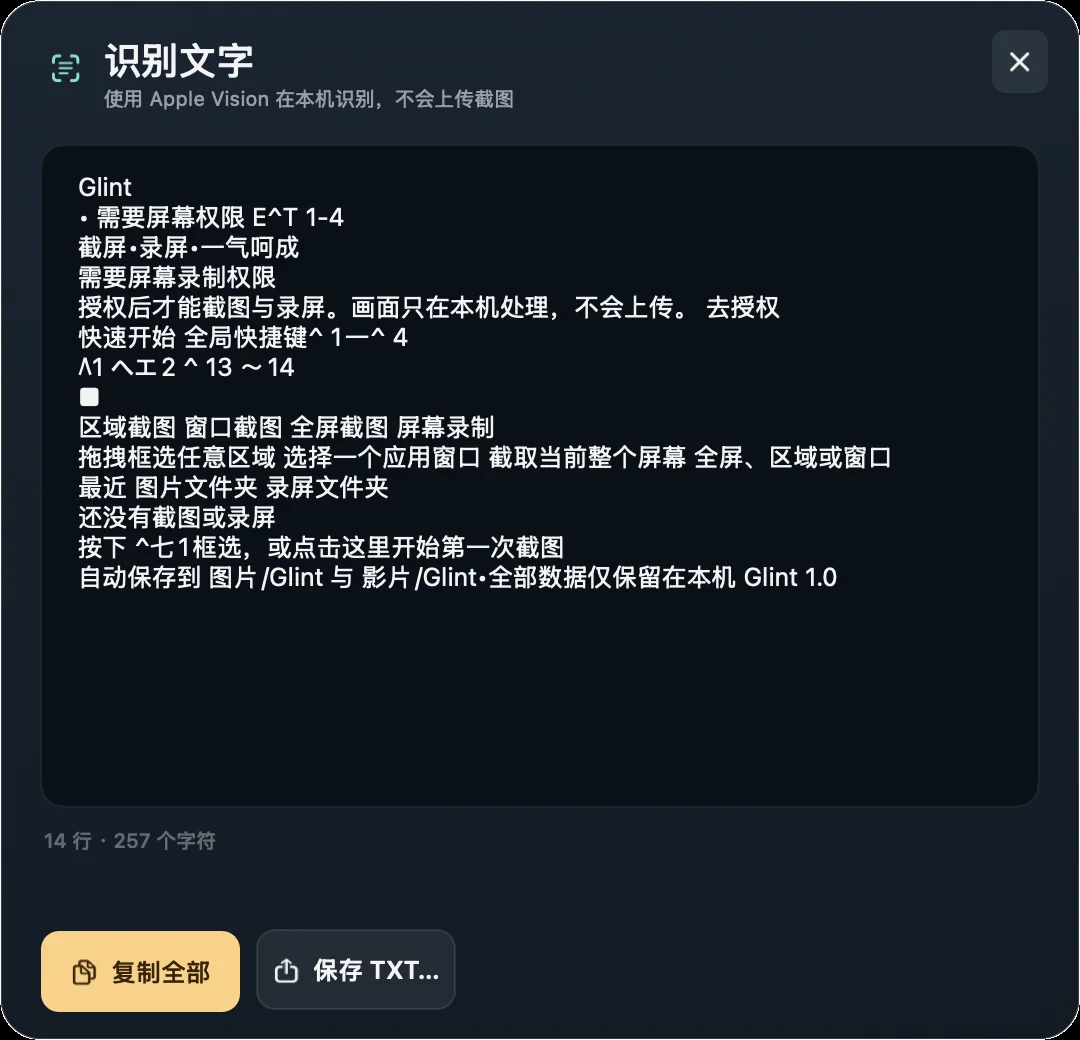 识别文字
使用 Apple Vision 在本机识别，不会上传截图
Glint
• 需要屏幕权限 E^T 1-4
截屏•录屏•一气呵成
需要屏幕录制权限
授权后才能截图与录屏。画面只在本机处理，不会上传。 去授权
快速开始 全局快捷键^ 1一^ 4
Λ1 へエ2 ^ 13 ～14
■
区域截图 窗口截图 全屏截图 屏幕录制
拖拽框选任意区域 选择一个应用窗口 截取当前整个屏幕 全屏、区域或窗口
最近 图片文件夹 录屏文件夹
还没有截图或录屏
按下 ^七1框选，或点击这里开始第一次截图
自动保存到 图片/Glint 与 影片/Glint•全部数据仅保留在本机 Glint 1.0
14 行 · 257 个字符
复制全部
保存 TXT...